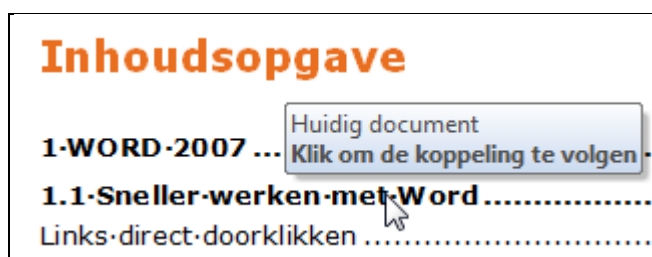 Inhoudsopgave
Huidig document
1·WORD·2007 ...
Klik om de koppeling te volgen
1.1·Sneller·werken·met·Word..................
Links·direct·doorklikken ..............................